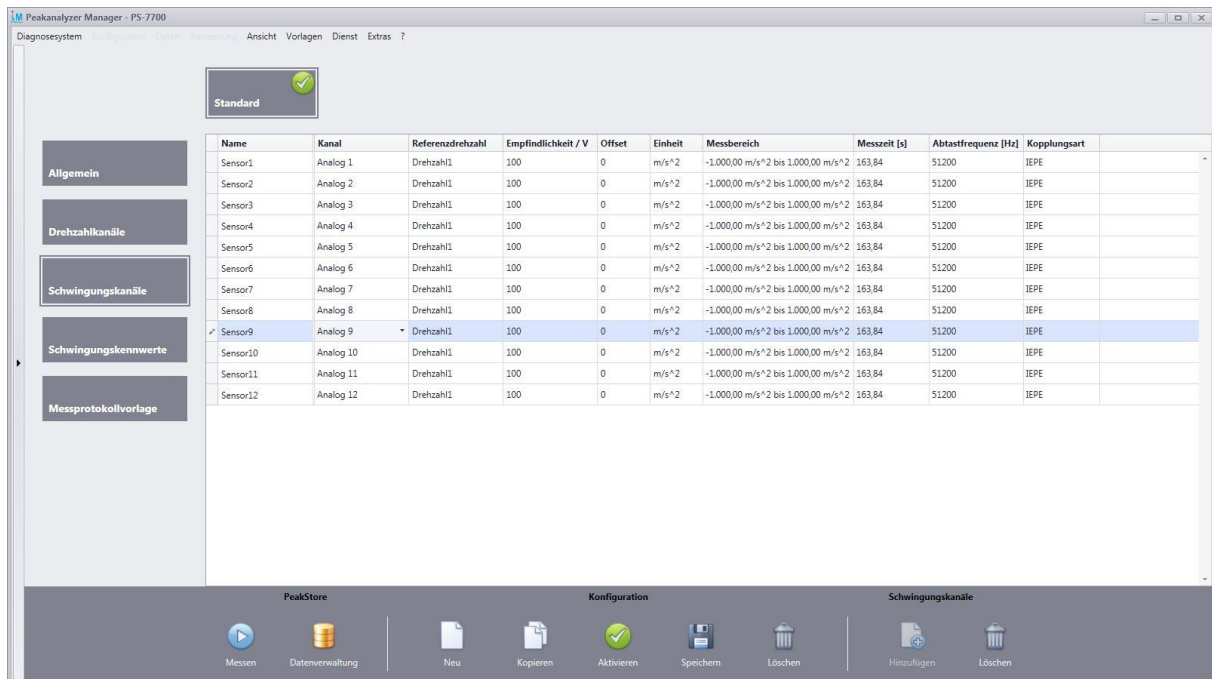 Peakanalyzer Manager - PS-7700
Diagnosesystem Konfiguration Daten Auswertung Ansicht Vorlagen Dienst Extras ?
Standard
Allgemein
Drehzahlkanäle
Schwingungskanäle
Schwingungskennwerte
Messprotokollvorlage
Name Kanal Referenzdrehzahl Empfindlichkeit / V Offset Einheit Messbereich Messzeit [s] Abtastfrequenz [Hz] Kopplungsart
Sensor1 Analog 1 Drehzahl1 100 0 m/s^2 -1.000,00 m/s^2 bis 1.000,00 m/s^2 163,84 51200 IEPE
Sensor2 Analog 2 Drehzahl1 100 0 m/s^2 -1.000,00 m/s^2 bis 1.000,00 m/s^2 163,84 51200 IEPE
Sensor3 Analog 3 Drehzahl1 100 0 m/s^2 -1.000,00 m/s^2 bis 1.000,00 m/s^2 163,84 51200 IEPE
Sensor4 Analog 4 Drehzahl1 100 0 m/s^2 -1.000,00 m/s^2 bis 1.000,00 m/s^2 163,84 51200 IEPE
Sensor5 Analog 5 Drehzahl1 100 0 m/s^2 -1.000,00 m/s^2 bis 1.000,00 m/s^2 163,84 51200 IEPE
Sensor6 Analog 6 Drehzahl1 100 0 m/s^2 -1.000,00 m/s^2 bis 1.000,00 m/s^2 163,84 51200 IEPE
Sensor7 Analog 7 Drehzahl1 100 0 m/s^2 -1.000,00 m/s^2 bis 1.000,00 m/s^2 163,84 51200 IEPE
Sensor8 Analog 8 Drehzahl1 100 0 m/s^2 -1.000,00 m/s^2 bis 1.000,00 m/s^2 163,84 51200 IEPE
Sensor9 Analog 9 Drehzahl1 100 0 m/s^2 -1.000,00 m/s^2 bis 1.000,00 m/s^2 163,84 51200 IEPE
Sensor10 Analog 10 Drehzahl1 100 0 m/s^2 -1.000,00 m/s^2 bis 1.000,00 m/s^2 163,84 51200 IEPE
Sensor11 Analog 11 Drehzahl1 100 0 m/s^2 -1.000,00 m/s^2 bis 1.000,00 m/s^2 163,84 51200 IEPE
Sensor12 Analog 12 Drehzahl1 100 0 m/s^2 -1.000,00 m/s^2 bis 1.000,00 m/s^2 163,84 51200 IEPE
PeakStore Konfiguration Schwingungskanäle
Messen Datenverwaltung Neu Kopieren Aktivieren Speichern Löschen Hinzufügen Löschen